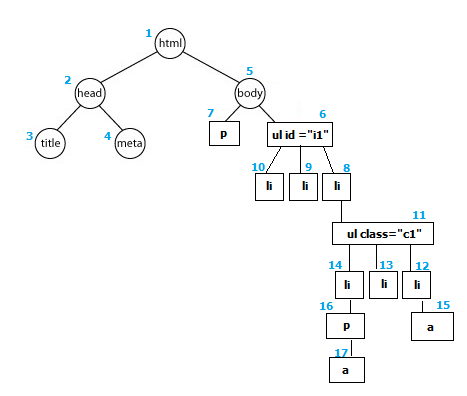 1
html
2
5
head
body
7
6
p
ul id ="i1"
3
4
title
meta
10
9
8
li
li
li
11
ul class="c1"
14
13
12
li
li
li
16
15
p
a
17
a